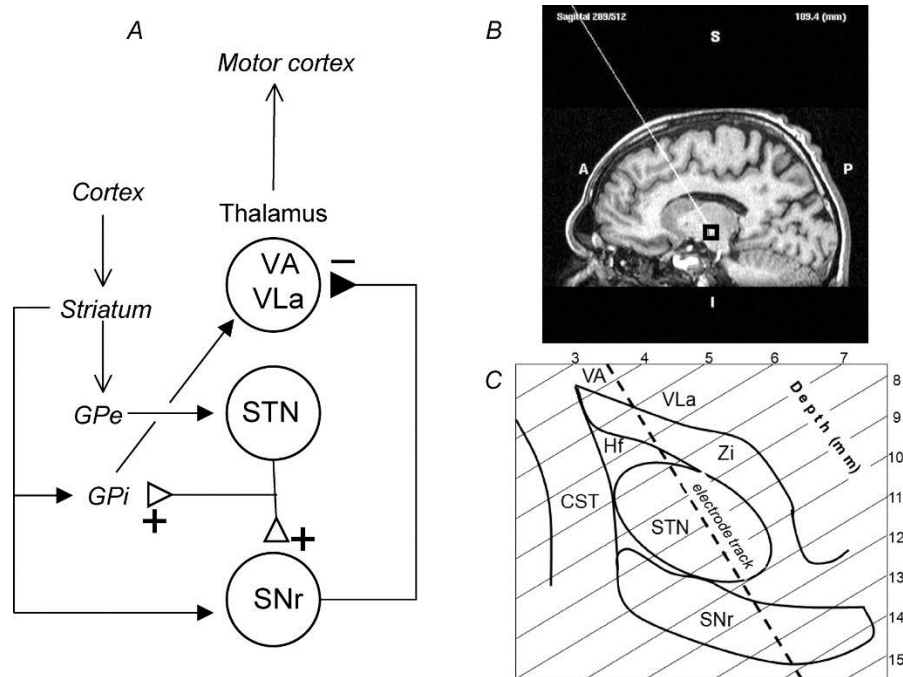 A
Motor cortex
Cortex
Thalamus
VA
VLa
–
Striatum
GPe
STN
GPi
+
+
SNr
B
Sagittal 289/512
109.4 (mm)
S
A
P
I
C
3 4 5 6 7
VA
VLa
8
Hf
Zi
Depth (mm)
9
10
CST
STN
electrode track
11
12
13
SNr
14
15